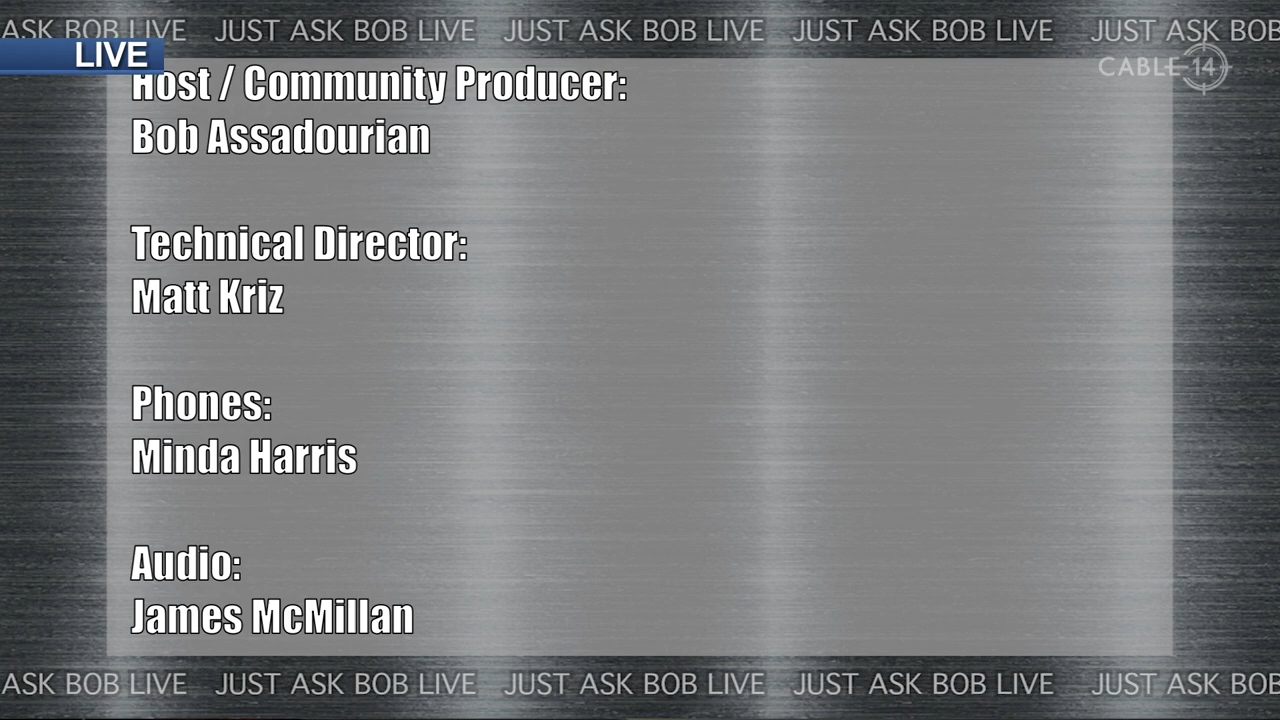 ASK BOB LIVE JUST ASK BOB LIVE JUST ASK BOB LIVE JUST ASK BOB LIVE JUST ASK BOB
LIVE
CABLE 14
Host / Community Producer:
Bob Assadourian
Technical Director:
Matt Kriz
Phones:
Minda Harris
Audio:
James McMillan
ASK BOB LIVE JUST ASK BOB LIVE JUST ASK BOB LIVE JUST ASK BOB LIVE JUST ASK BOB